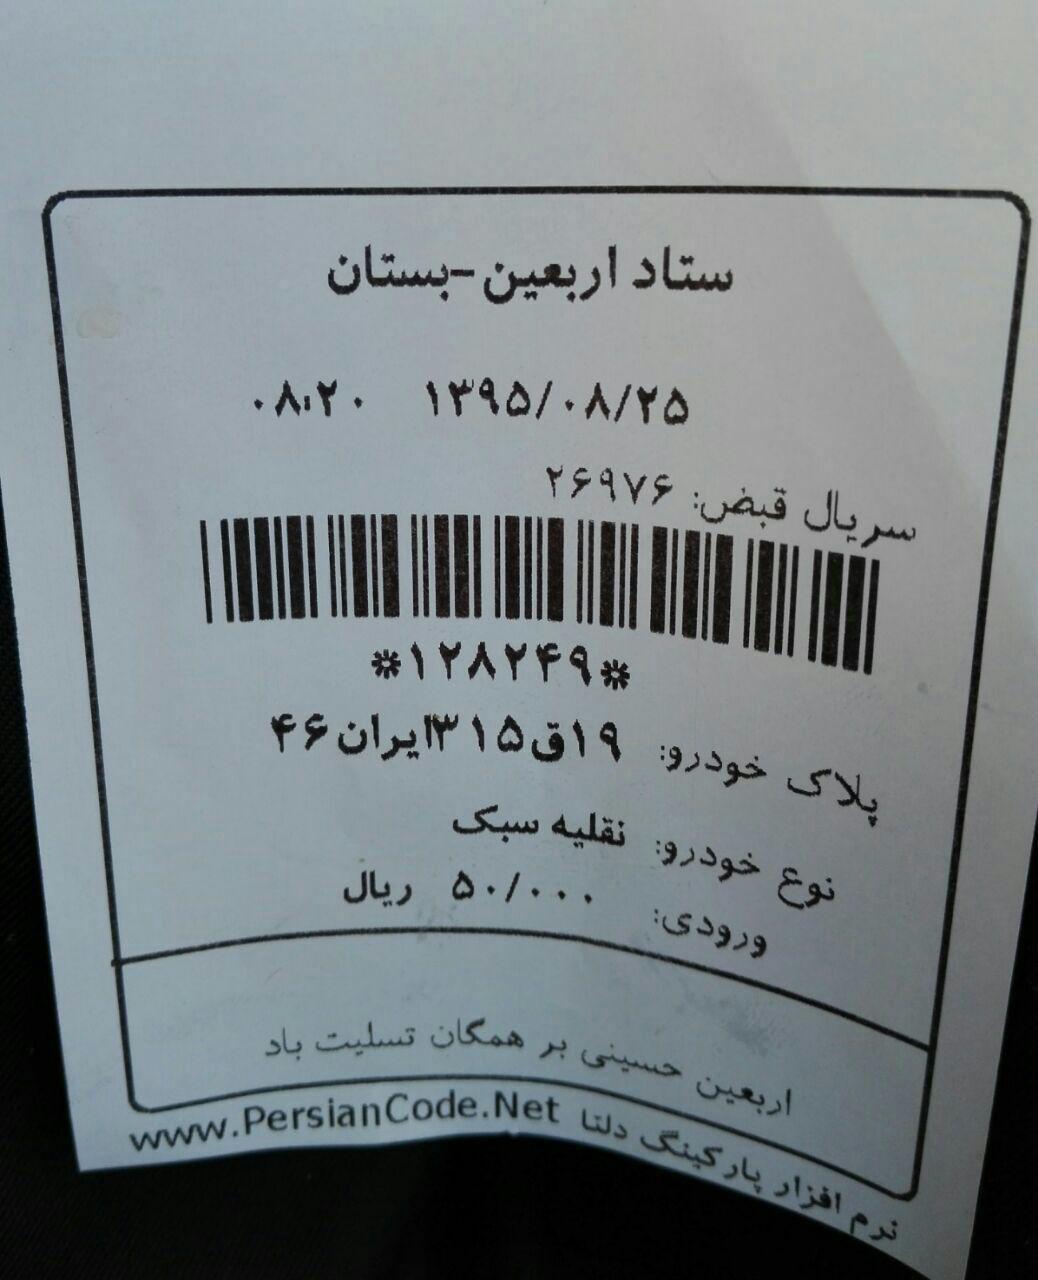 ستاد اربعین-بستان
۱۳۹۵/۰۸/۲۵ ۰۸:۲۰
سریال قبض: ۲۶۹۷۶
*۱۲۸۲۴۹*
پلاک خودرو: ۱۹ق۳۱۵ایران۴۶
نوع خودرو: نقلیه سبک
ورودی: ۵۰/۰۰۰ ریال
اربعین حسینی بر همگان تسلیت باد
نرم افزار پارکینگ دلتا www.PersianCode.Net